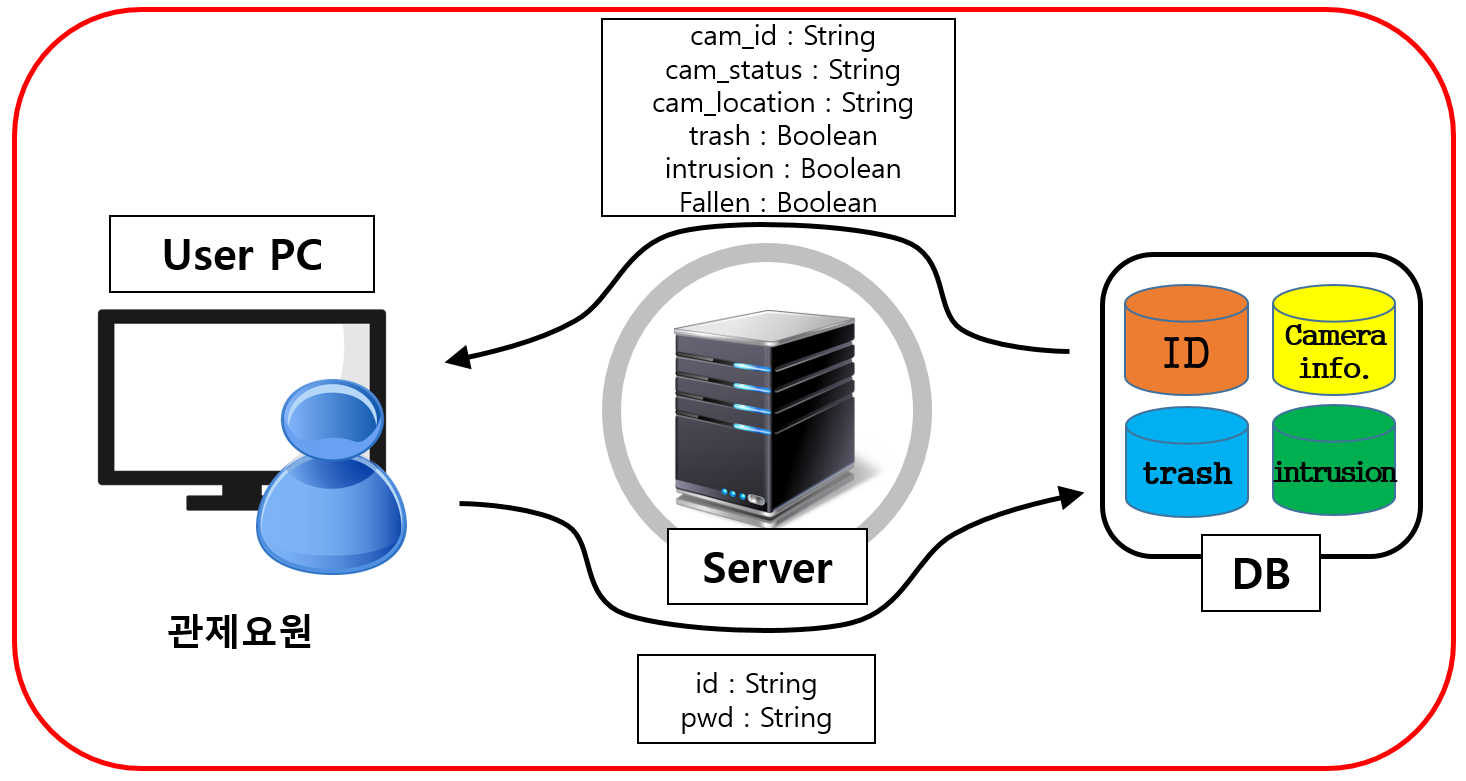 cam_id : String
cam_status : String
cam_location : String
trash : Boolean
intrusion : Boolean
Fallen : Boolean
User PC
관제요원
Server
id : String
pwd : String
ID
Camera
info.
trash
intrusion
DB